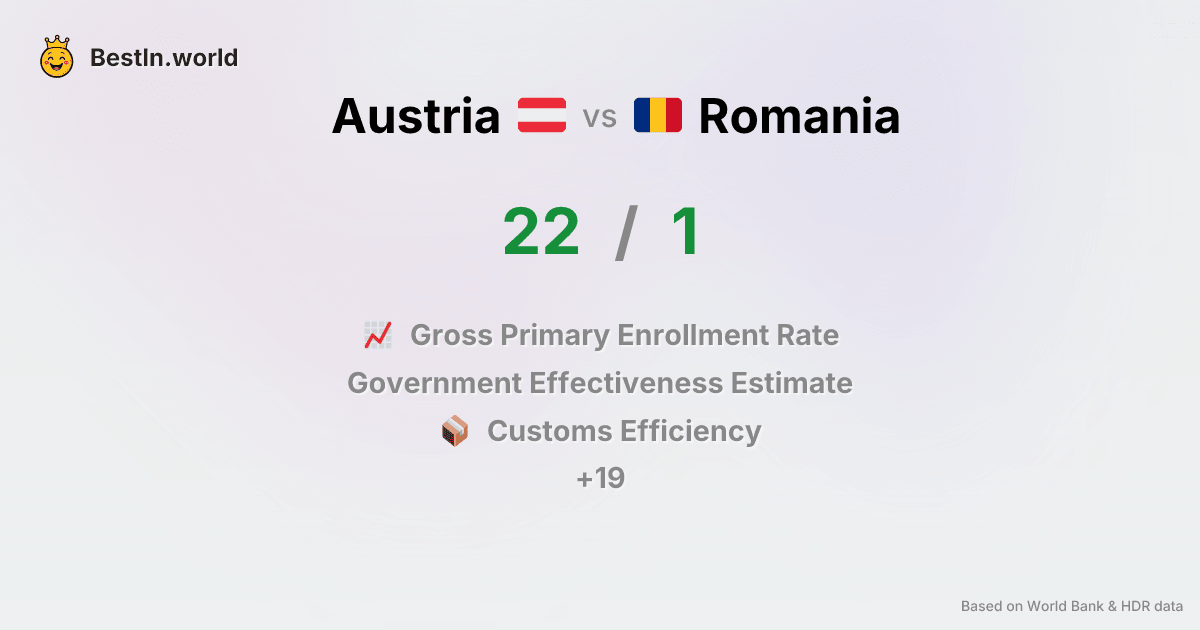 BestIn.world
Austria vs Romania
22 / 1
Gross Primary Enrollment Rate
Government Effectiveness Estimate
Customs Efficiency
+19
Based on World Bank & HDR data